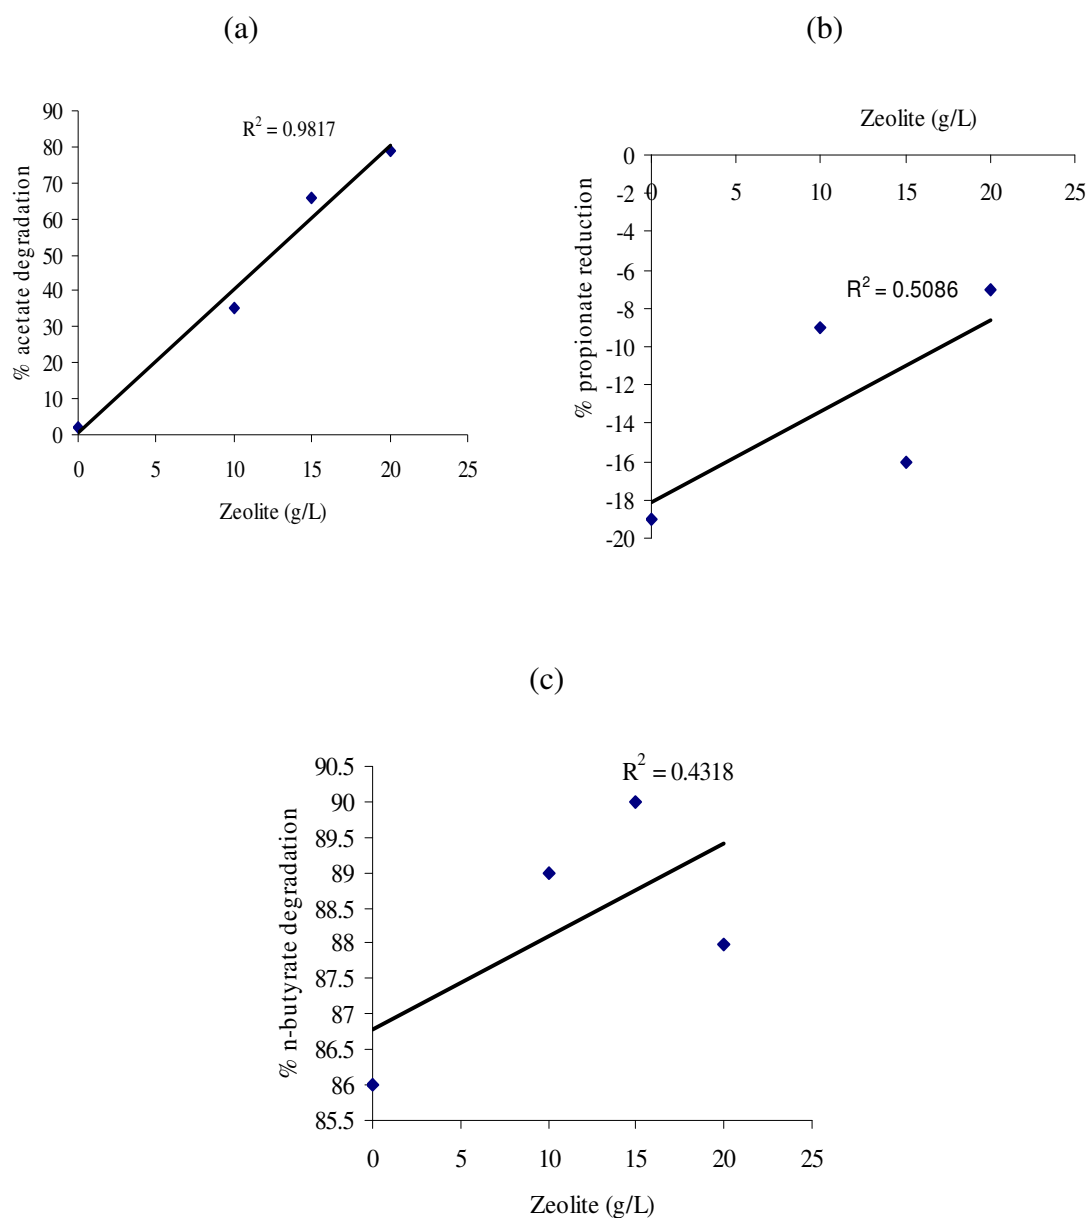 (a)
(b)
90
80
70
60
50
40
30
20
10
0
% acetate degradation
R² = 0.9817
0 5 10 15 20 25
Zeolite (g/L)
Zeolite (g/L)
0
-2
-4
-6
-8
-10
-12
-14
-16
-18
-20
% propionate reduction
0 5 10 15 20 25
R² = 0.5086
(c)
90.5
90
89.5
89
88.5
88
87.5
87
86.5
86
85.5
% n-butyrate degradation
R² = 0.4318
0 5 10 15 20 25
Zeolite (g/L)